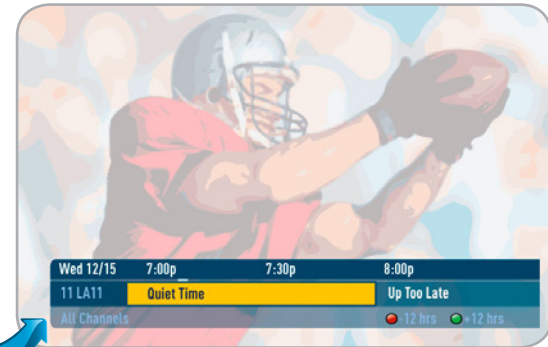 Wed 12/15 7:00p 7:30p 8:00p
11 LA11 Quiet Time Up Too Late
All Channels -12 hrs +12 hrs